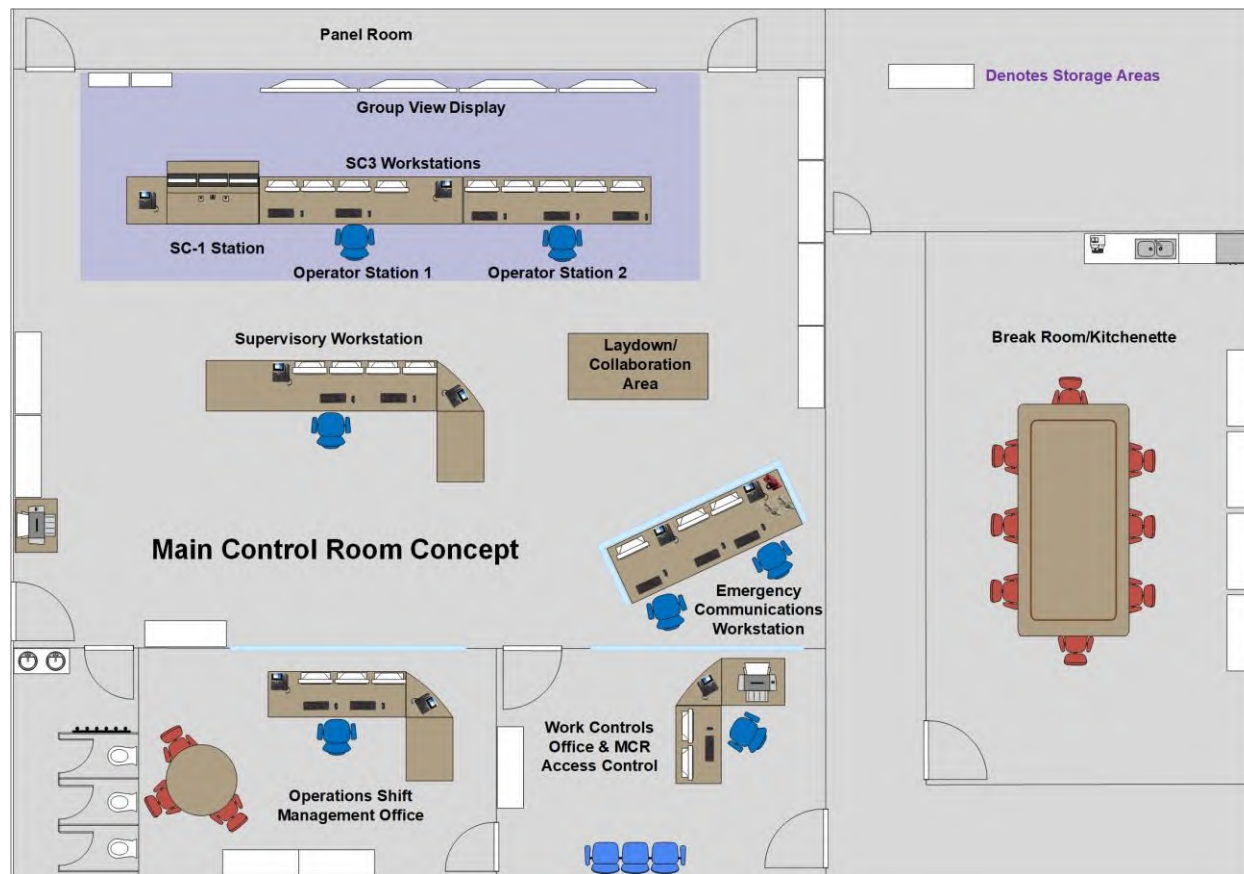 Panel Room
Denotes Storage Areas
Group View Display
SC3 Workstations
SC-1 Station
Operator Station 1
Operator Station 2
Supervisory Workstation
Laydown/
Collaboration
Area
Break Room/Kitchenette
Main Control Room Concept
Emergency
Communications
Workstation
Work Controls
Office & MCR
Access Control
Operations Shift
Management Office